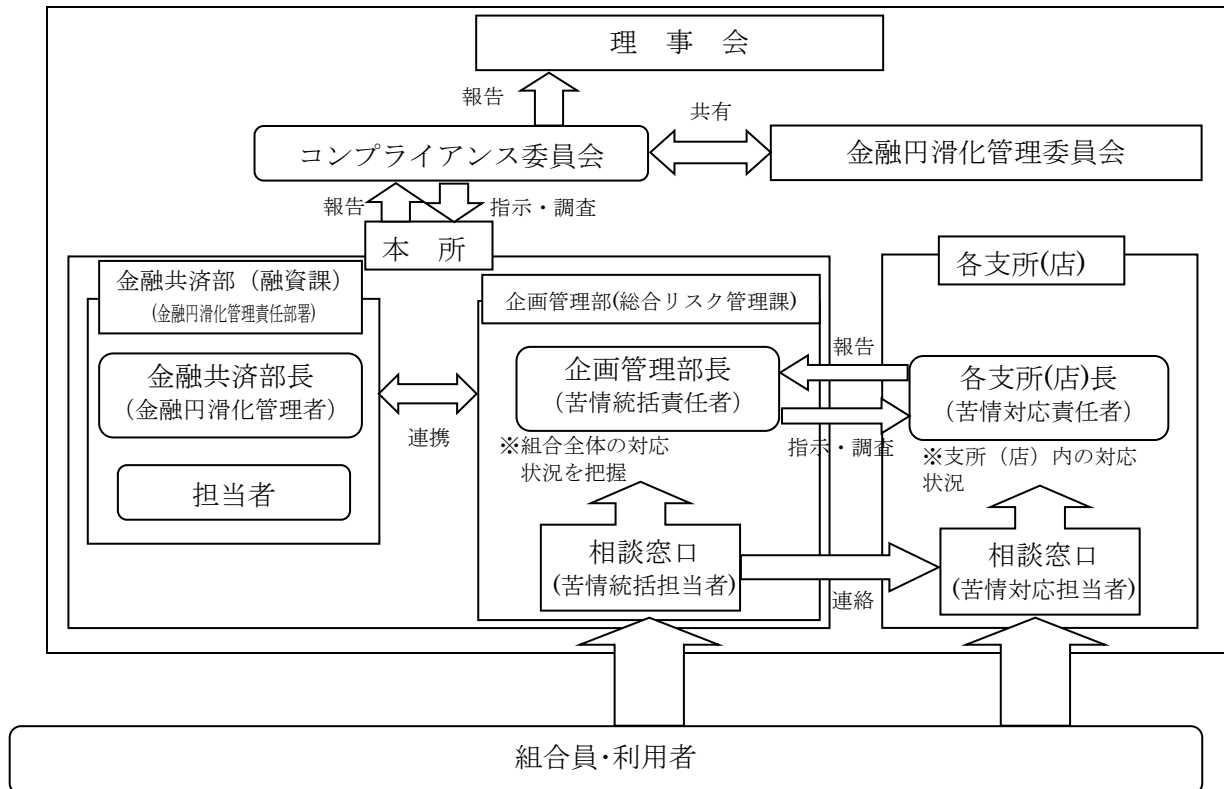 理　事　会
報告
共有
コンプライアンス委員会
金融円滑化管理委員会
報告
指示・調査
本　所
各支所(店)
金融共済部（融資課）
(金融円滑化管理責任部署)
企画管理部(総合リスク管理課)
金融共済部長
（金融円滑化管理者）
連携
企画管理部長
（苦情統括責任者）
報告
各支所(店)長
（苦情対応責任者）
指示・調査
※組合全体の対応
状況を把握
※支所（店）内の対応
状況
担当者
相談窓口
(苦情統括担当者)
連絡
相談窓口
(苦情対応担当者)
組合員･利用者